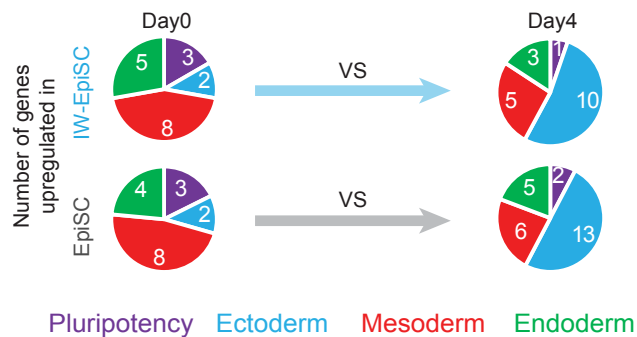 Day0
Day4
Number of genes
upregulated in
IW-EpiSC
5
3
2
8
VS
3
1
5
10
EpiSC
4
3
2
8
VS
5
2
6
13
Pluripotency Ectoderm Mesoderm Endoderm